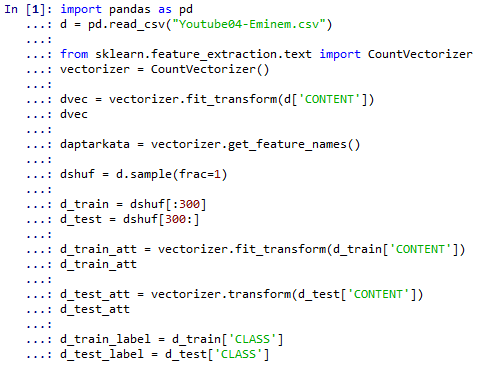 In [1]: import pandas as pd
   ...: d = pd.read_csv("Youtube04-Eminem.csv")
   ...:
   ...: from sklearn.feature_extraction.text import CountVectorizer
   ...: vectorizer = CountVectorizer()
   ...:
   ...: dvec = vectorizer.fit_transform(d['CONTENT'])
   ...: dvec
   ...:
   ...: daptarkata = vectorizer.get_feature_names()
   ...:
   ...: dshuf = d.sample(frac=1)
   ...:
   ...: d_train = dshuf[:300]
   ...: d_test = dshuf[300:]
   ...:
   ...: d_train_att = vectorizer.fit_transform(d_train['CONTENT'])
   ...: d_train_att
   ...:
   ...: d_test_att = vectorizer.transform(d_test['CONTENT'])
   ...: d_test_att
   ...:
   ...: d_train_label = d_train['CLASS']
   ...: d_test_label = d_test['CLASS']